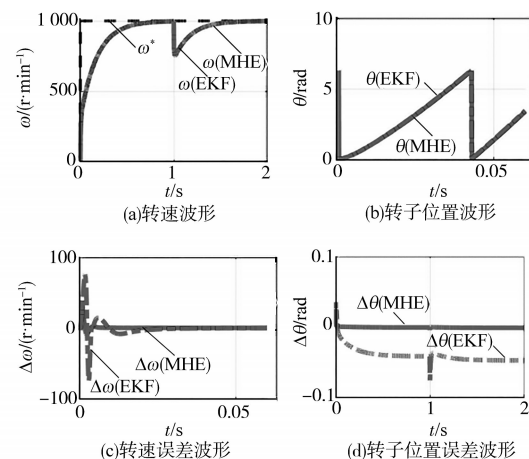 1 000
500
0
ω/(r·min⁻¹)
ω*
ω(MHE)
ω(EKF)
0 1 2
t/s
(a)转速波形
10
5
0
θ/rad
θ(EKF)
θ(MHE)
0 0.05
t/s
(b)转子位置波形
100
0
−100
Δω/(r·min⁻¹)
Δω(MHE)
Δω(EKF)
0 0.05
t/s
(c)转速误差波形
0.1
0
−0.1
Δθ/rad
Δθ(MHE)
Δθ(EKF)
0 1 2
t/s
(d)转子位置误差波形